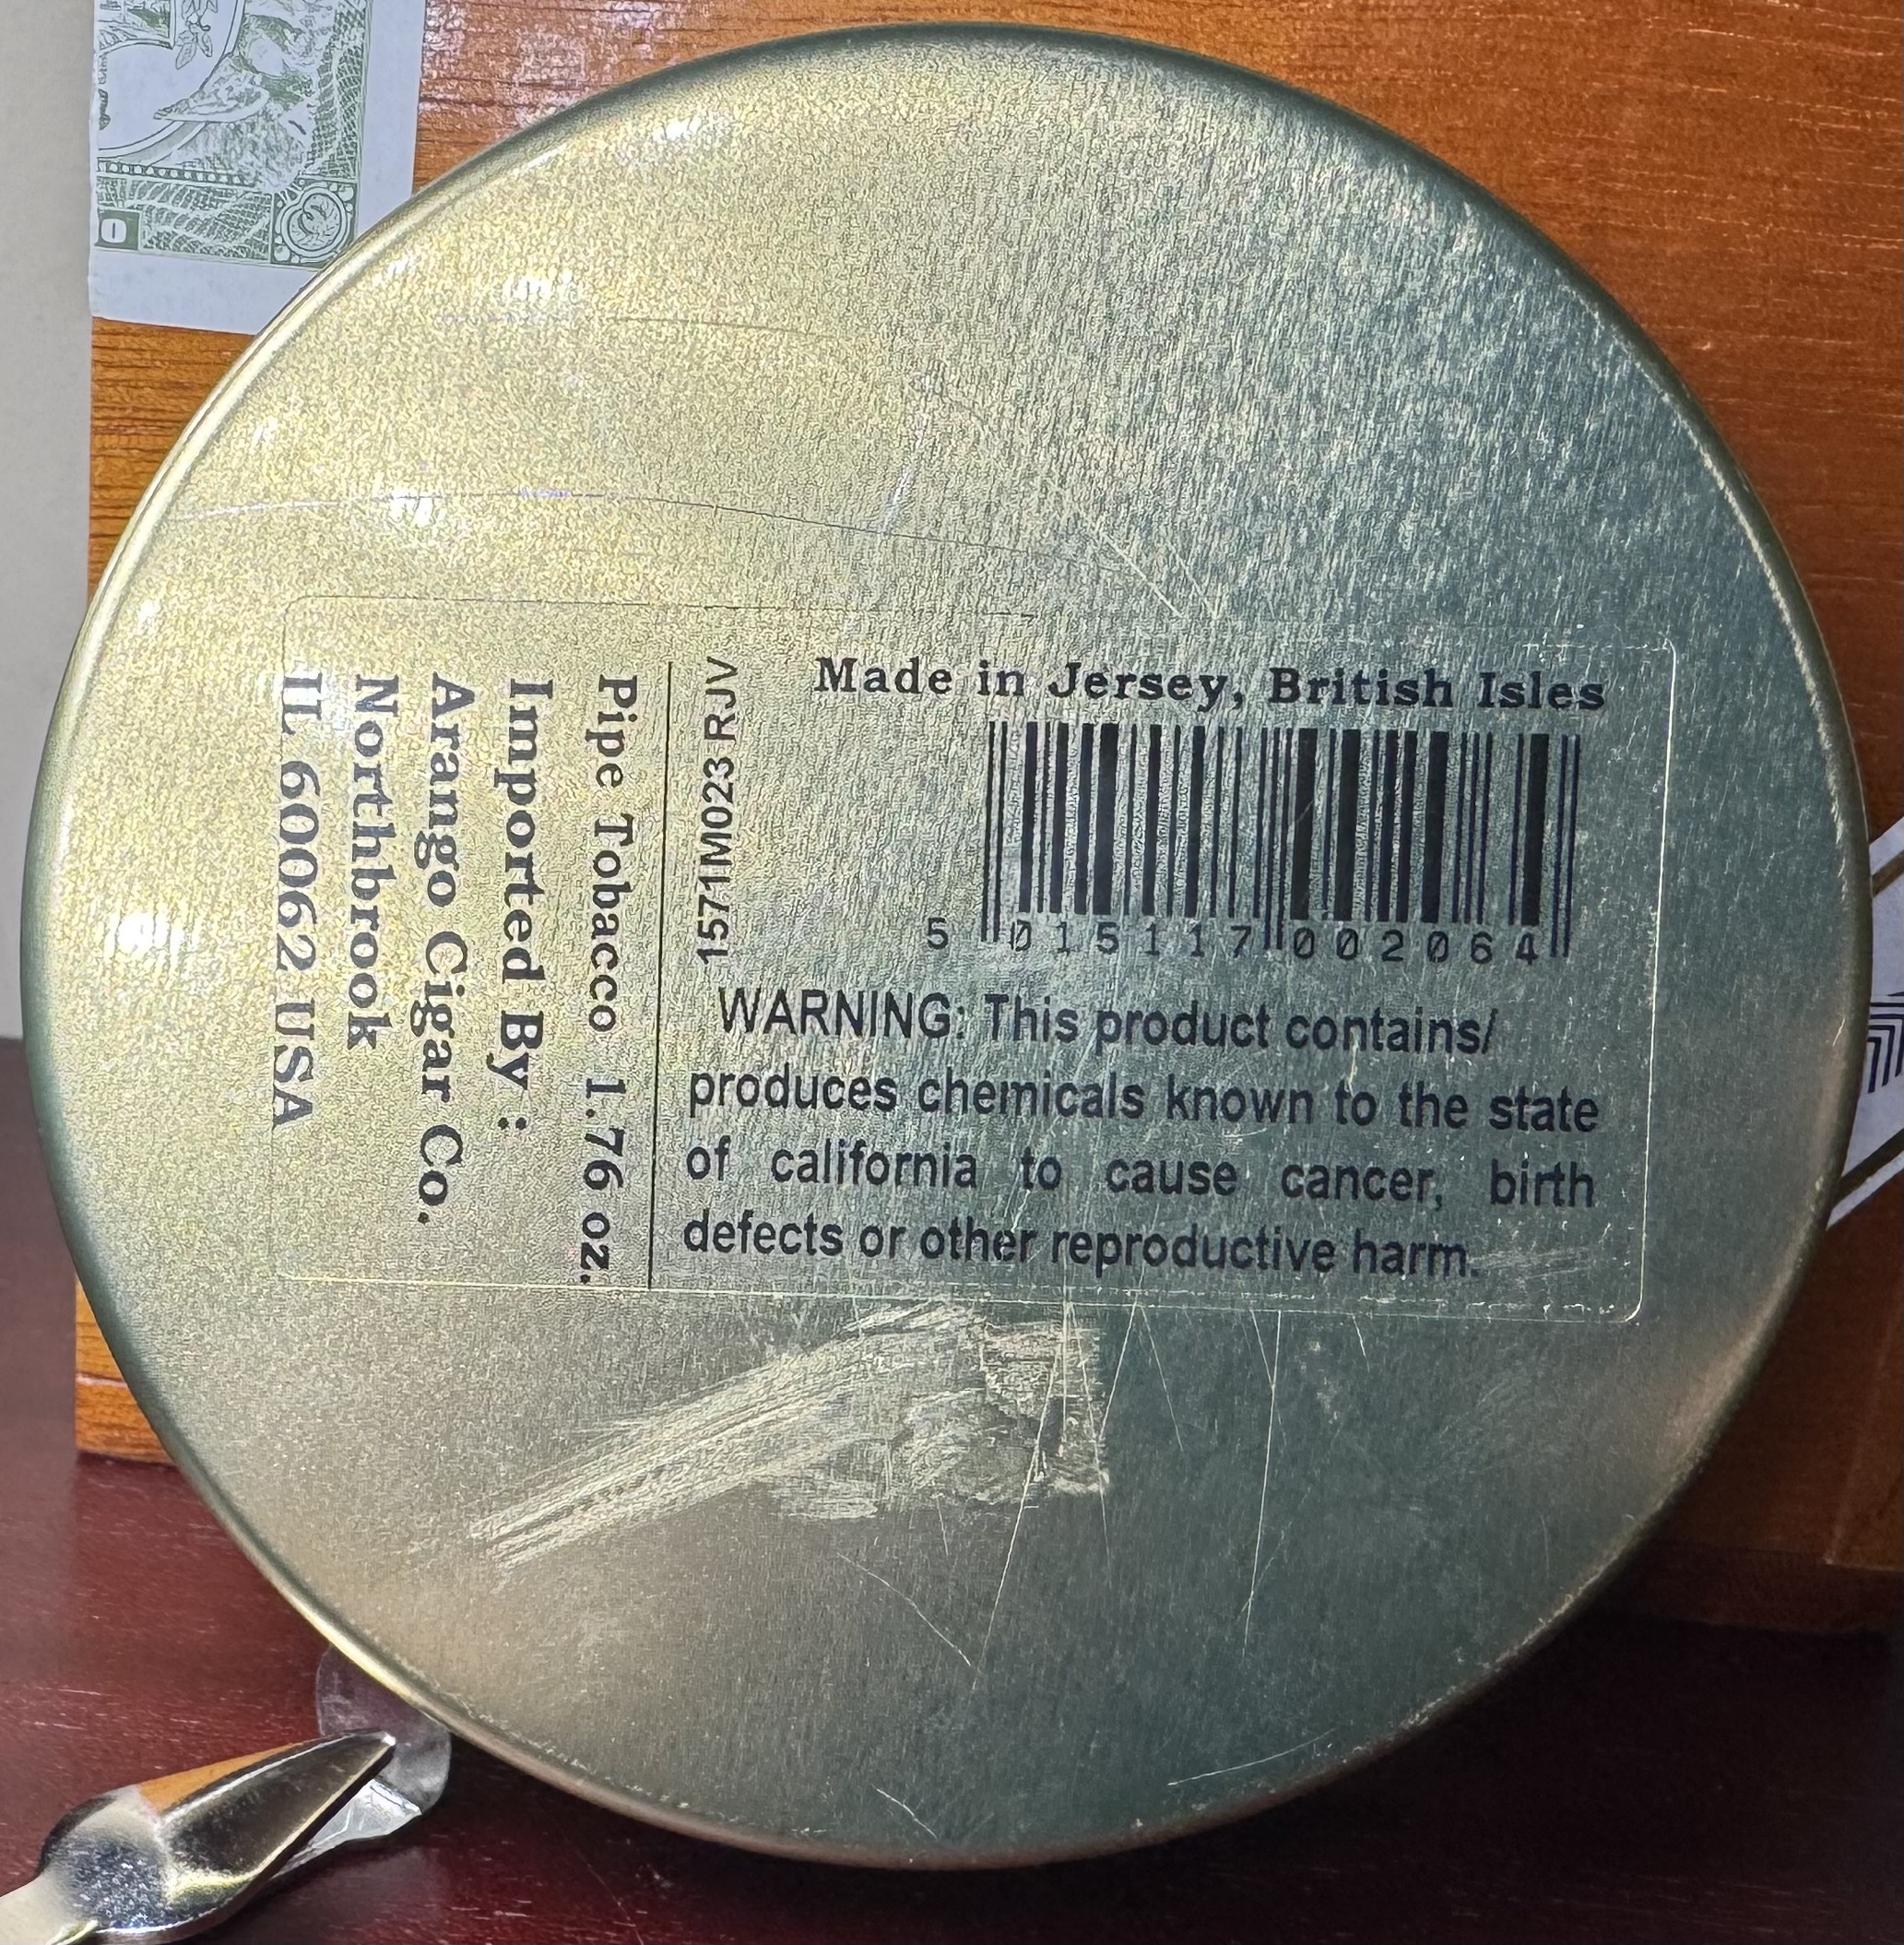 Made in Jersey, British Isles
5 015117 002064
1571M023 RJV
WARNING: This product contains/
produces chemicals known to the state
of california to cause cancer, birth
defects or other reproductive harm.
Pipe Tobacco 1.76 oz.
Imported By :
Arango Cigar Co.
Northbrook
IL 60062 USA
0